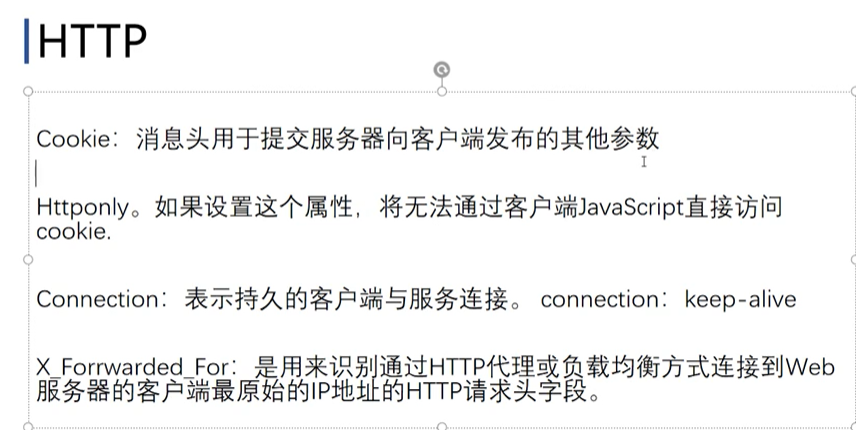 HTTP
Cookie：消息头用于提交服务器向客户端发布的其他参数
Httponly。如果设置这个属性，将无法通过客户端JavaScript直接访问
cookie.
Connection：表示持久的客户端与服务连接。 connection：keep-alive
X_Forrwarded_For：是用来识别通过HTTP代理或负载均衡方式连接到Web
服务器的客户端最原始的IP地址的HTTP请求头字段。